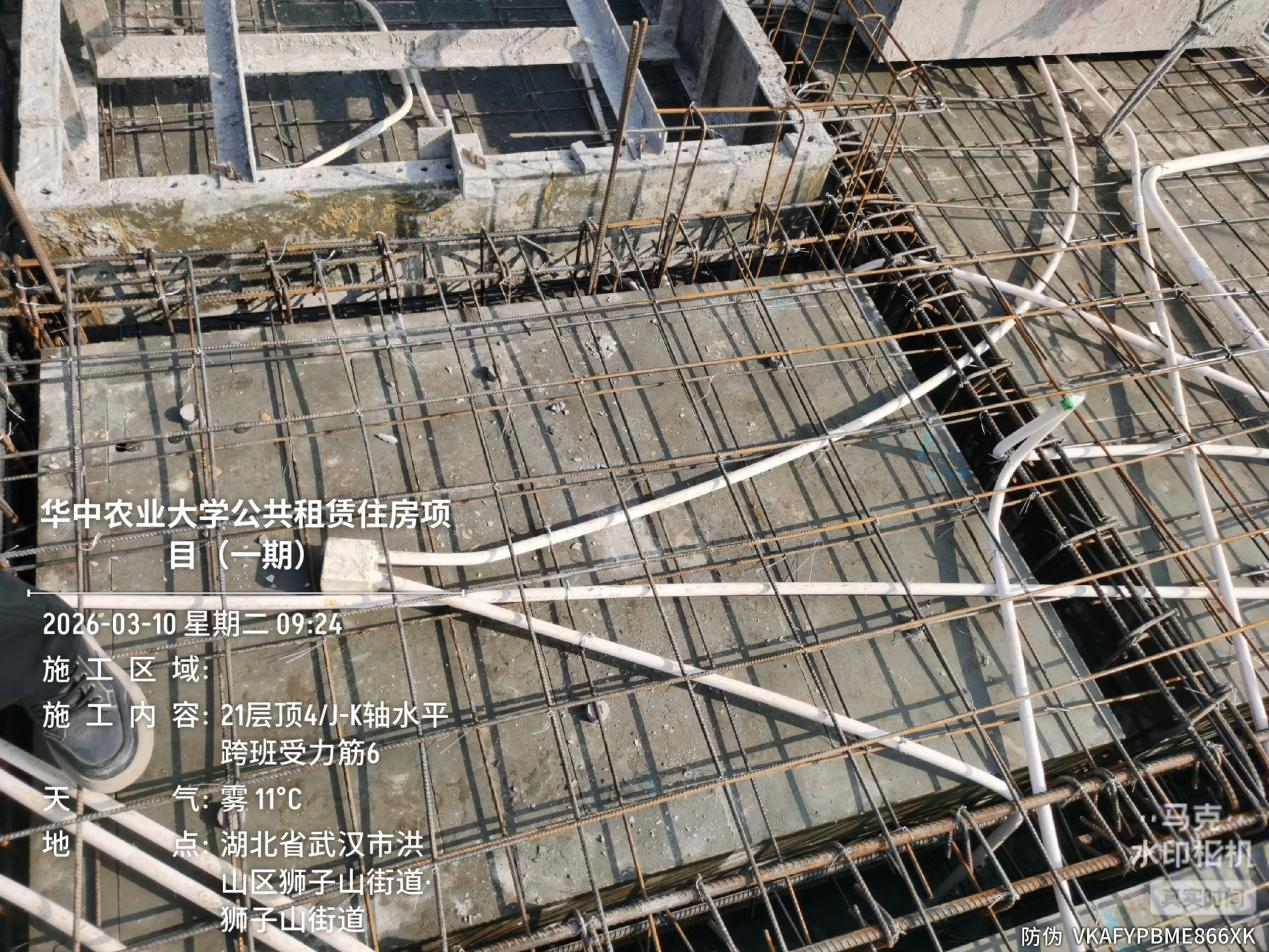 华中农业大学公共租赁住房项
目（一期）
2026-03-10 星期二 09:24
施工区域:
施工内容: 21层顶4/J-K轴水平
跨班受力筋6
天气: 雾 11°C
地点: 湖北省武汉市洪
山区狮子山街道·
狮子山街道
马克
水印相机
真实时间
防伪 VKAFYPBME866XK